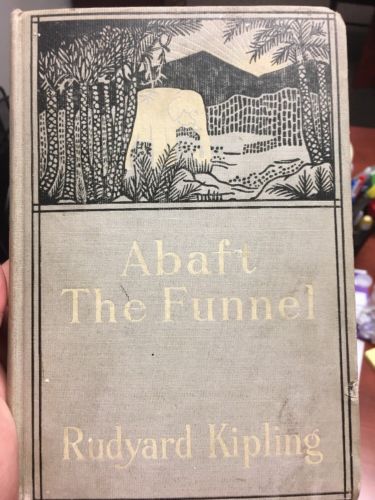 Abaft
The Funnel
Rudyard Kipling